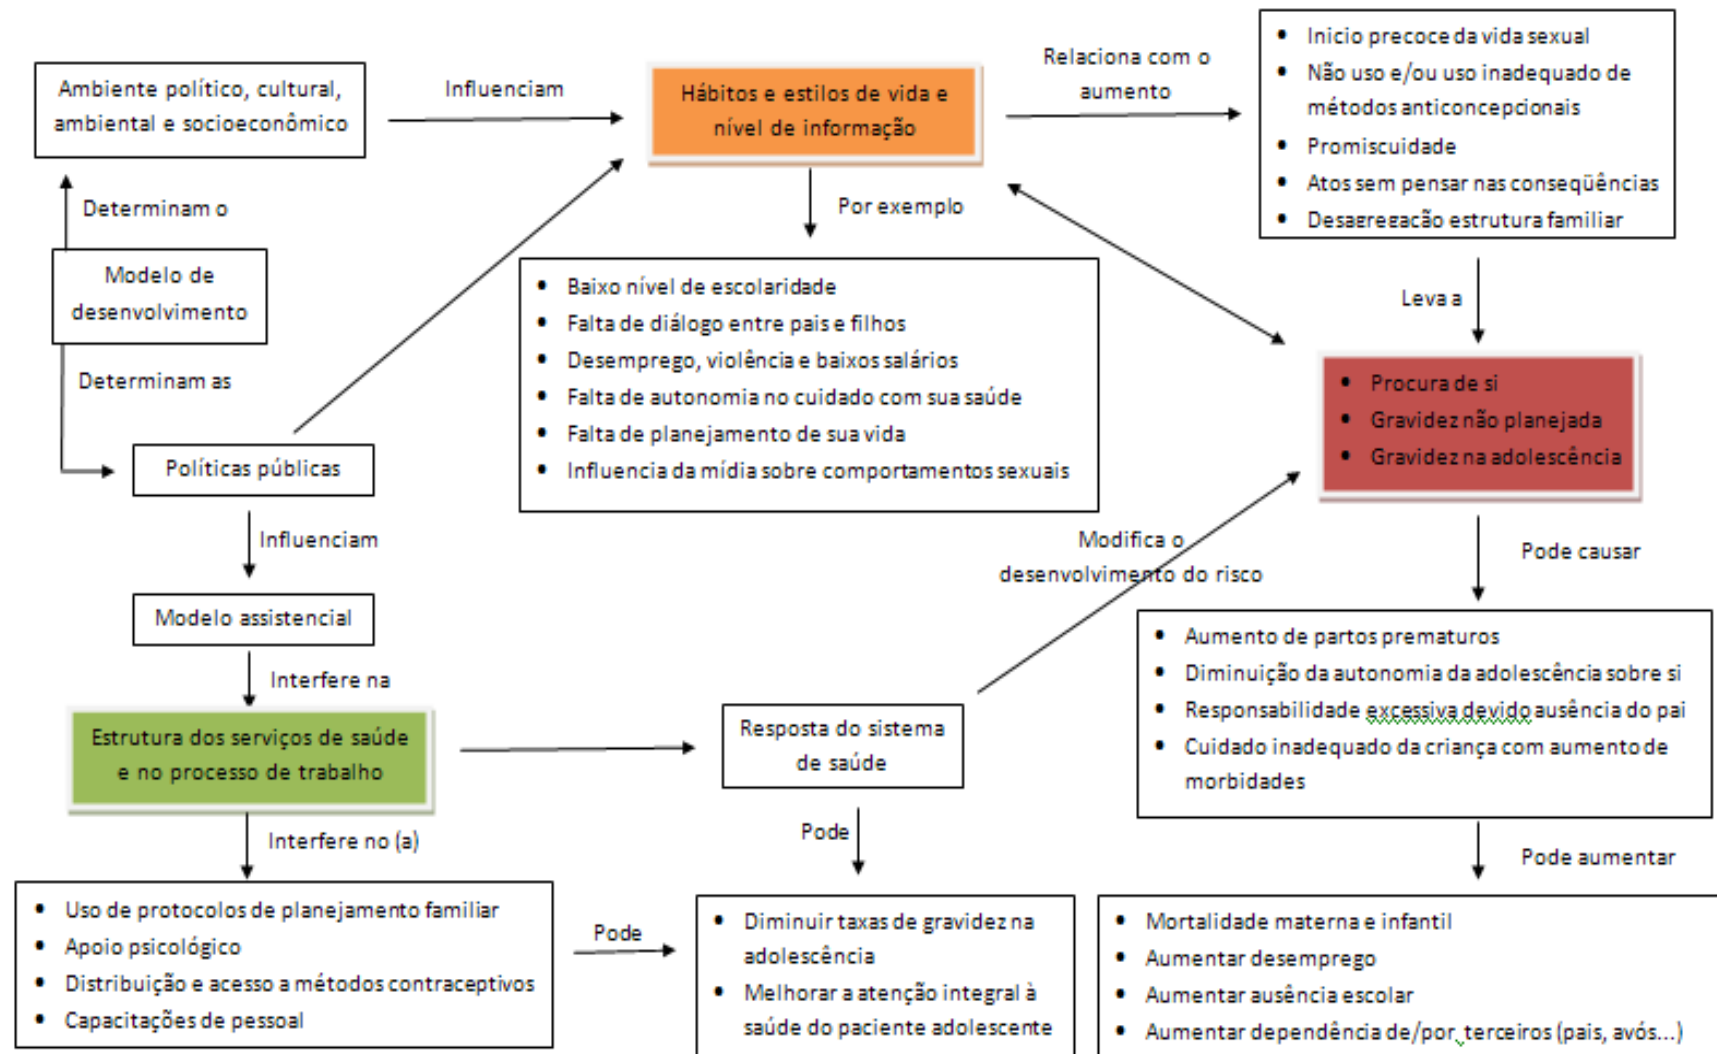 Ambiente político, cultural,
ambiental e socioeconômico
Influenciam
Hábitos e estilos de vida e
nível de informação
Relaciona com o
aumento
• Inicio precoce da vida sexual
• Não uso e/ou uso inadequado de
métodos anticoncepcionais
• Promiscuidade
• Atos sem pensar nas conseqüências
• Desagregação estrutura familiar
Determinam o
Por exemplo
Modelo de
desenvolvimento
• Baixo nível de escolaridade
• Falta de diálogo entre pais e filhos
• Desemprego, violência e baixos salários
• Falta de autonomia no cuidado com sua saúde
• Falta de planejamento de sua vida
• Influencia da mídia sobre comportamentos sexuais
Leva a
Determinam as
• Procura de si
• Gravidez não planejada
• Gravidez na adolescência
Políticas públicas
Influenciam
Modifica o
desenvolvimento do risco
Pode causar
Modelo assistencial
• Aumento de partos prematuros
• Diminuição da autonomia da adolescência sobre si
• Responsabilidade excessiva devido ausência do pai
• Cuidado inadequado da criança com aumento de
morbidades
Interfere na
Estrutura dos serviços de saúde
e no processo de trabalho
Resposta do sistema
de saúde
Interfere no (a)
Pode
Pode aumentar
• Uso de protocolos de planejamento familiar
• Apoio psicológico
• Distribuição e acesso a métodos contraceptivos
• Capacitações de pessoal
Pode
• Diminuir taxas de gravidez na
adolescência
• Melhorar a atenção integral à
saúde do paciente adolescente
• Mortalidade materna e infantil
• Aumentar desemprego
• Aumentar ausência escolar
• Aumentar dependência de/por terceiros (pais, avós...)